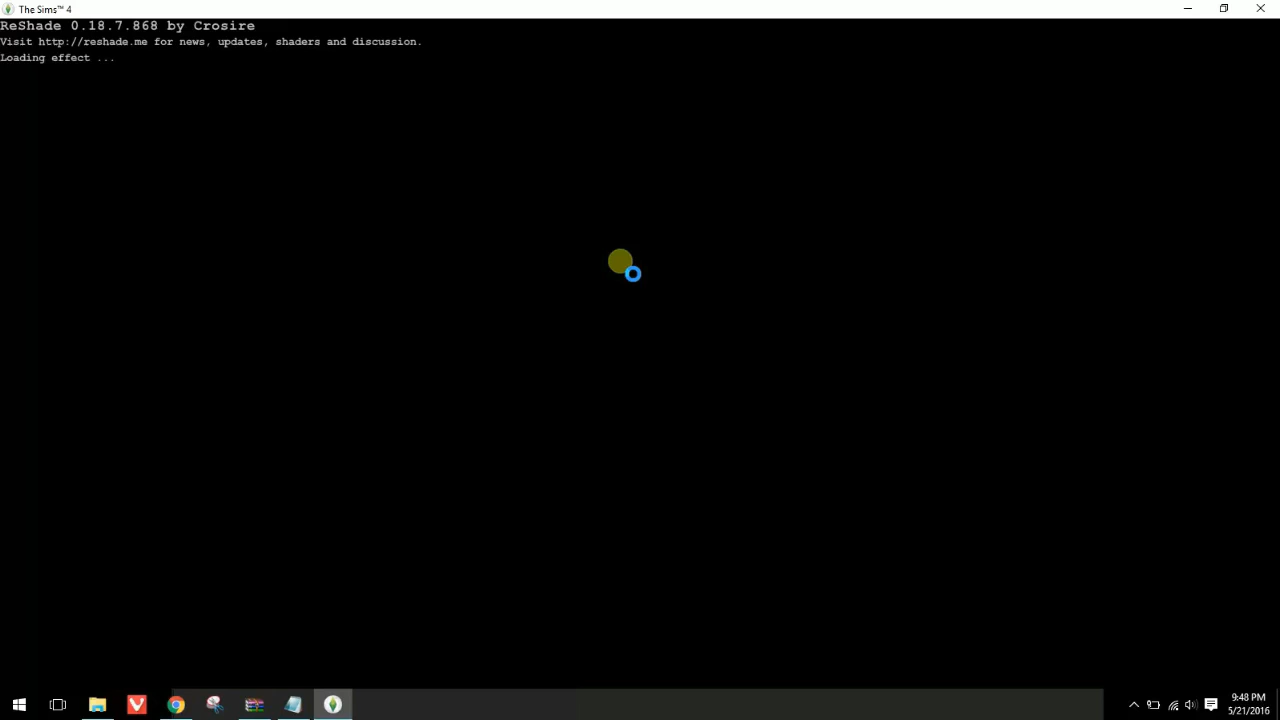 The Sims™ 4
ReShade 0.18.7.868 by Crosire
Visit http://reshade.me for news, updates, shaders and discussion.
Loading effect ...
9:48 PM
5/21/2016